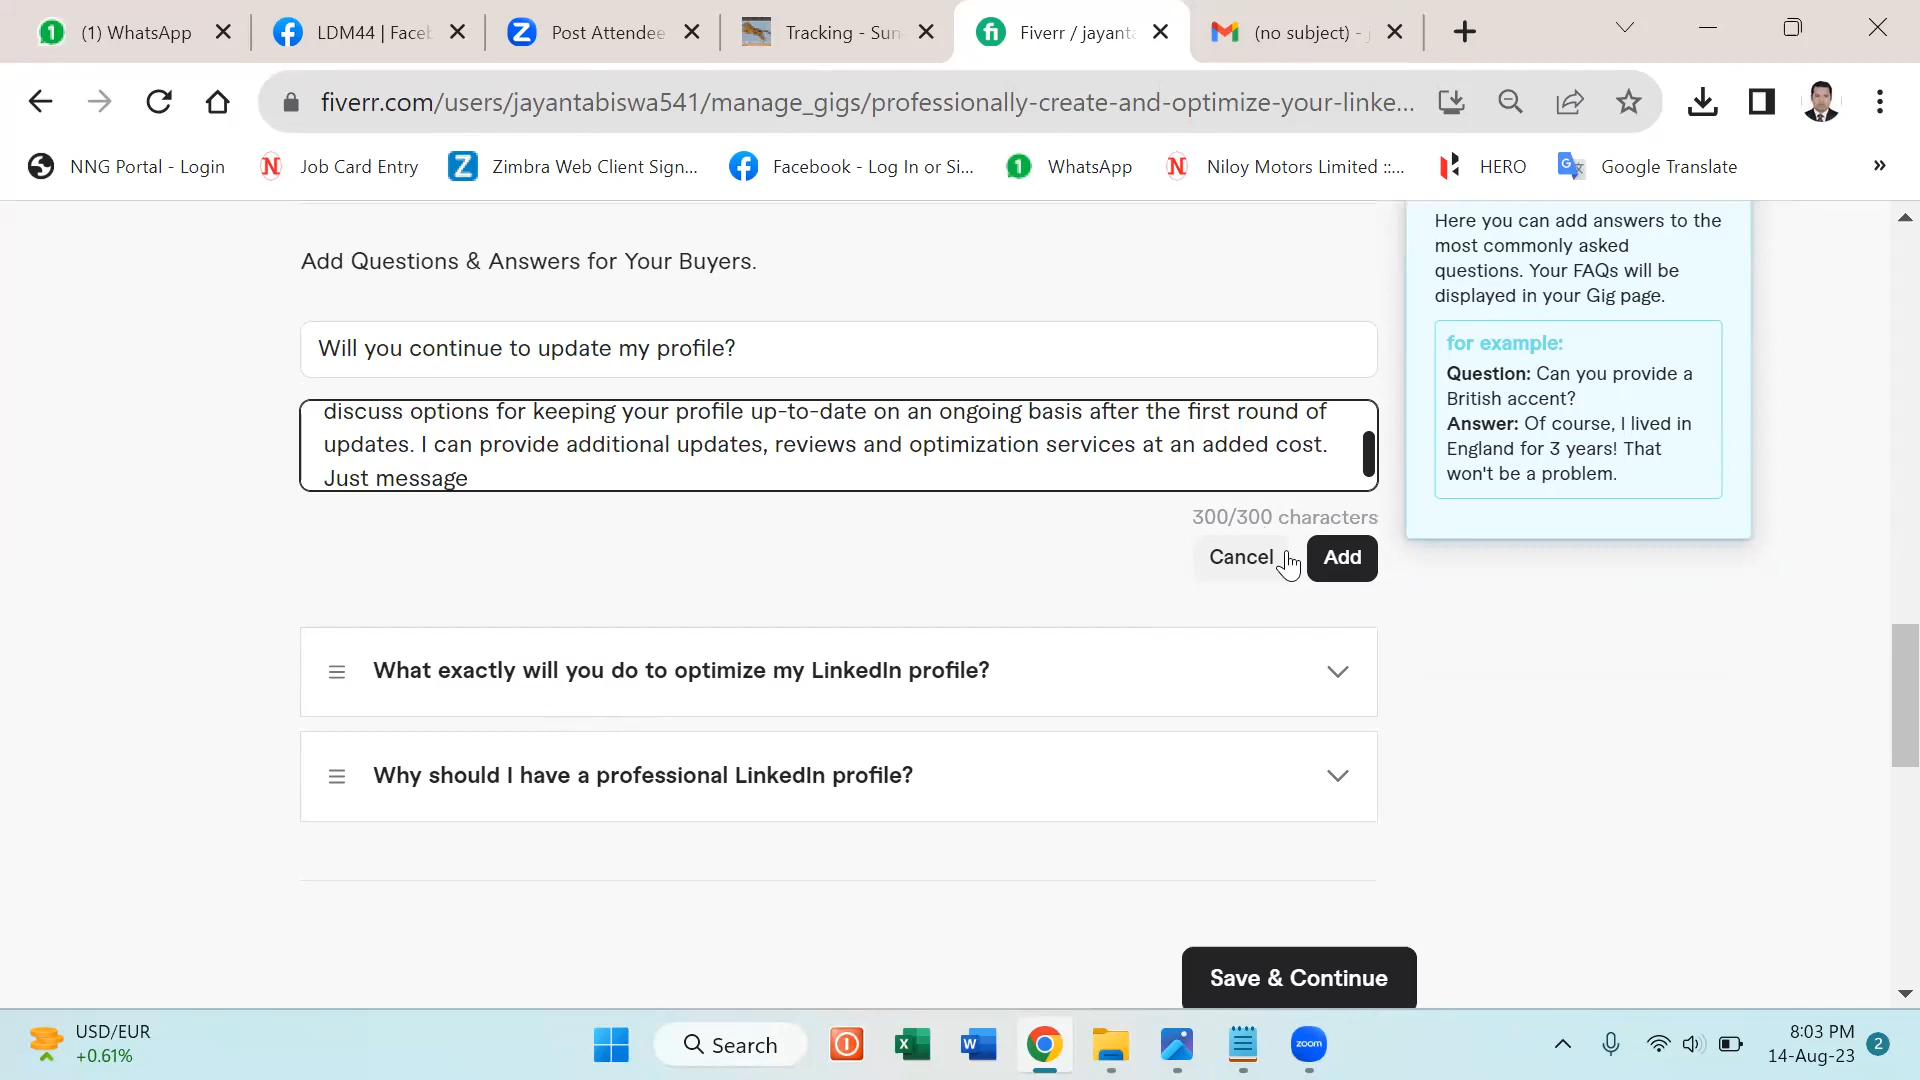 (1) WhatsApp
LDM44 | Faceb
Post Attendee
Tracking - Sun
Fiverr / jayanta
(no subject) -
fiverr.com/users/jayantabiswa541/manage_gigs/professionally-create-and-optimize-your-linke...
NNG Portal - Login
Job Card Entry
Zimbra Web Client Sign...
Facebook - Log In or Si...
WhatsApp
Niloy Motors Limited ::...
HERO
Google Translate
»
Add Questions & Answers for Your Buyers.
Will you continue to update my profile?
discuss options for keeping your profile up-to-date on an ongoing basis after the first round of
updates. I can provide additional updates, reviews and optimization services at an added cost.
Just message
300/300 characters
Cancel
Add
What exactly will you do to optimize my LinkedIn profile?
Why should I have a professional LinkedIn profile?
Save & Continue
Here you can add answers to the
most commonly asked
questions. Your FAQs will be
displayed in your Gig page.
for example:
Question: Can you provide a
British accent?
Answer: Of course, I lived in
England for 3 years! That
won't be a problem.
USD/EUR
+0.61%
Search
zoom
8:03 PM
14-Aug-23
2